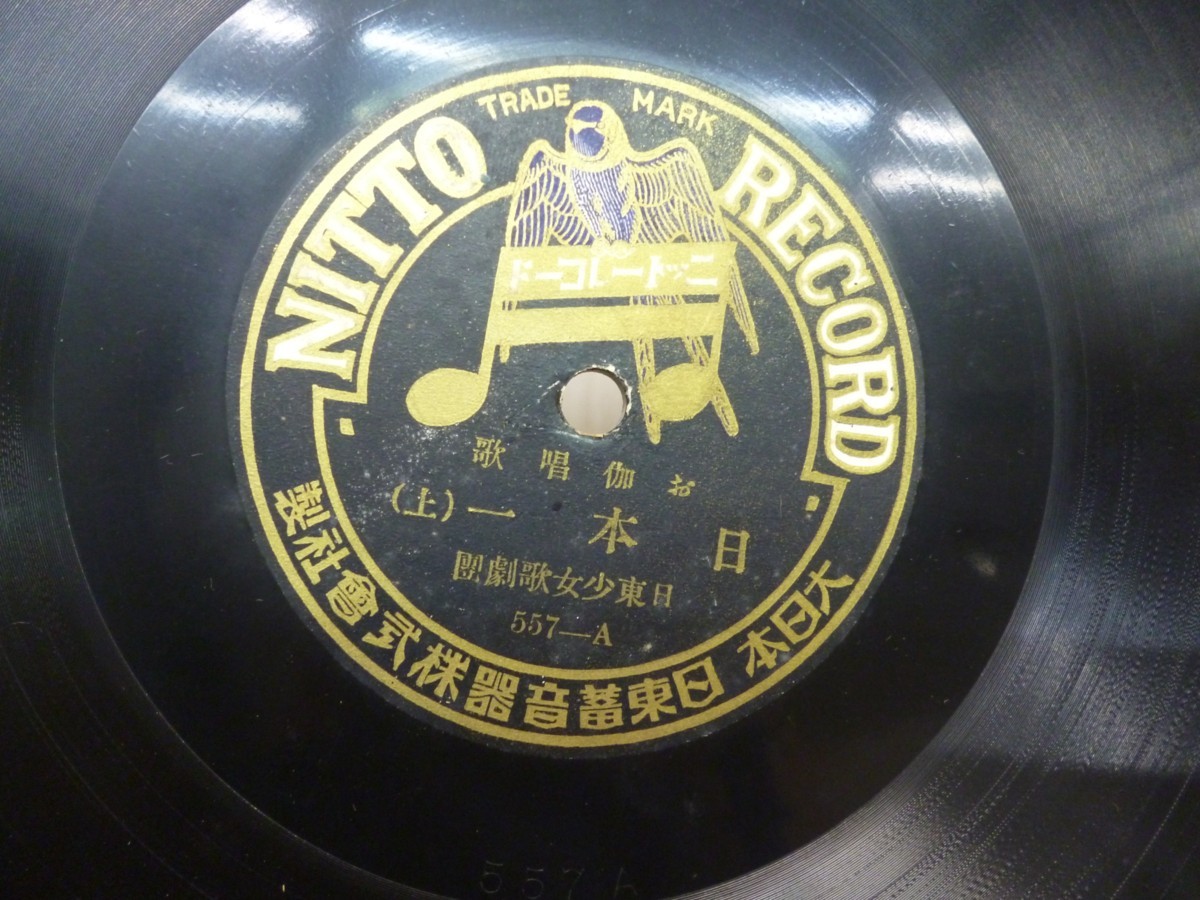 TRADE MARK
NITTO RECORD
ニットーレコード
お伽唱歌
日本一(上)
日東少女歌劇團
557—A
大日本 日東蓄音器株式會社製